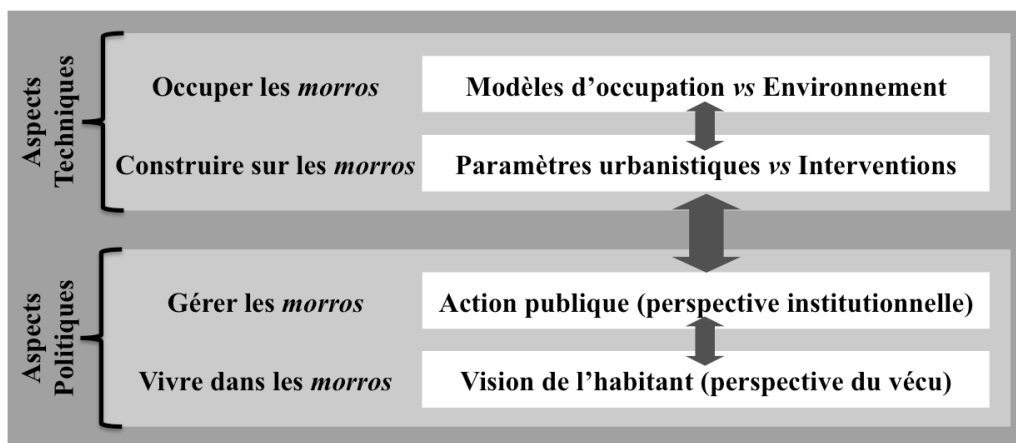 Aspects
Techniques
Occuper les morros
Modèles d’occupation vs Environnement
Construire sur les morros
Paramètres urbanistiques vs Interventions
Aspects
Politiques
Gérer les morros
Action publique (perspective institutionnelle)
Vivre dans les morros
Vision de l’habitant (perspective du vécu)